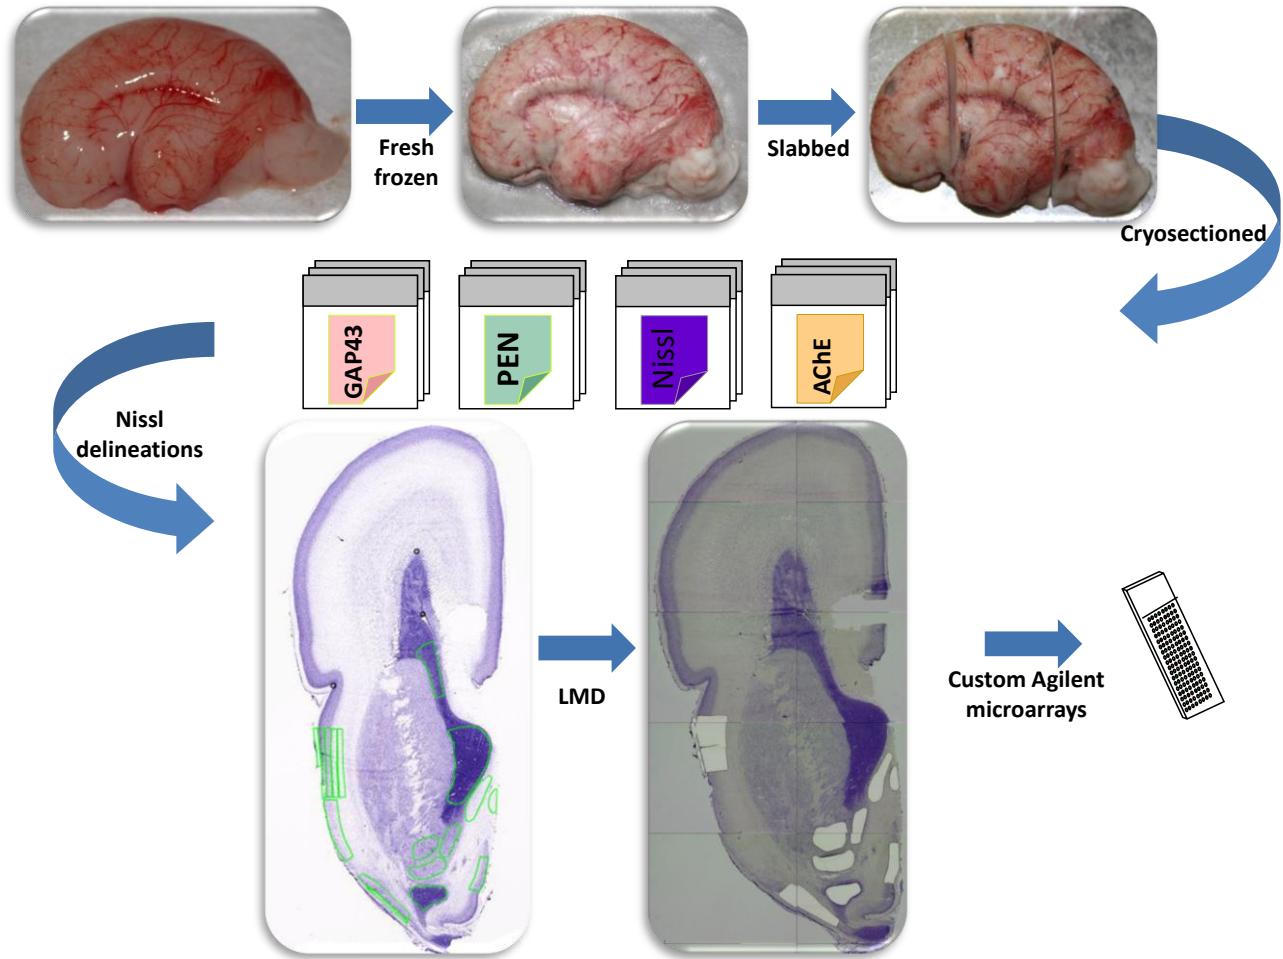 Fresh
frozen
Slabbed
Cryosectioned
GAP43
PEN
Nissl
AChE
Nissl
delineations
LMD
Custom Agilent
microarrays